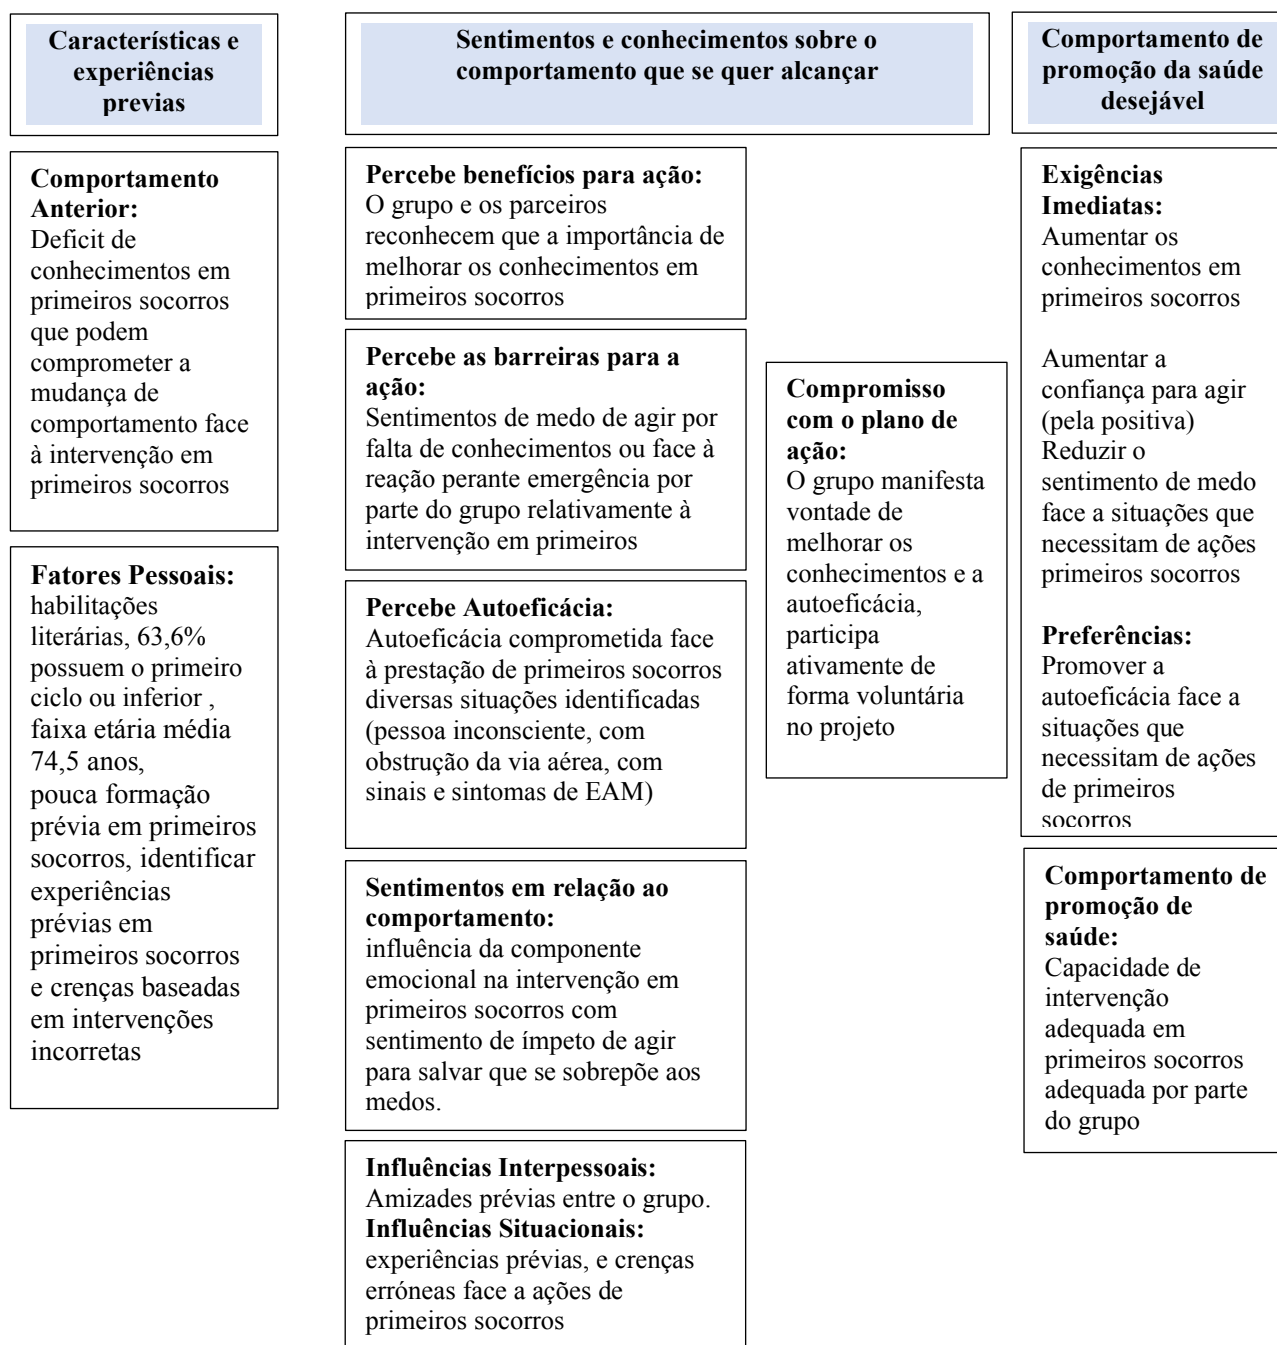 Características e
experiências
previas
Sentimentos e conhecimentos sobre o
comportamento que se quer alcançar
Comportamento de
promoção da saúde
desejável
Comportamento
Anterior:
Deficit de
conhecimentos em
primeiros socorros
que podem
comprometer a
mudança de
comportamento face
à intervenção em
primeiros socorros
Fatores Pessoais:
habilitações
literárias, 63,6%
possuem o primeiro
ciclo ou inferior ,
faixa etária média
74,5 anos,
pouca formação
prévia em primeiros
socorros, identificar
experiências
prévias em
primeiros socorros
e crenças baseadas
em intervenções
incorretas
Percebe benefícios para ação:
O grupo e os parceiros
reconhecem que a importância de
melhorar os conhecimentos em
primeiros socorros
Percebe as barreiras para a
ação:
Sentimentos de medo de agir por
falta de conhecimentos ou face à
reação perante emergência por
parte do grupo relativamente à
intervenção em primeiros
Percebe Autoeficácia:
Autoeficácia comprometida face
à prestação de primeiros socorros
diversas situações identificadas
(pessoa inconsciente, com
obstrução da via aérea, com
sinais e sintomas de EAM)
Sentimentos em relação ao
comportamento:
influência da componente
emocional na intervenção em
primeiros socorros com
sentimento de ímpeto de agir
para salvar que se sobrepõe aos
medos.
Influências Interpessoais:
Amizades prévias entre o grupo.
Influências Situacionais:
experiências prévias, e crenças
erróneas face a ações de
primeiros socorros
Compromisso
com o plano de
ação:
O grupo manifesta
vontade de
melhorar os
conhecimentos e a
autoeficácia,
participa
ativamente de
forma voluntária
no projeto
Exigências
Imediatas:
Aumentar os
conhecimentos em
primeiros socorros
Aumentar a
confiança para agir
(pela positiva)
Reduzir o
sentimento de medo
face a situações que
necessitam de ações
primeiros socorros
Preferências:
Promover a
autoeficácia face a
situações que
necessitam de ações
de primeiros
socorros
Comportamento de
promoção de
saúde:
Capacidade de
intervenção
adequada em
primeiros socorros
adequada por parte
do grupo